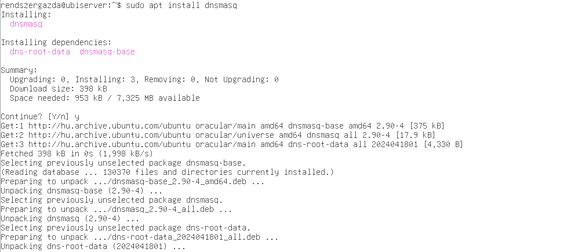 rendszergazda@ubiserver:~$ sudo apt install dnsmasq
Installing:
dnsmasq
Installing dependencies:
dns-root-data dnsmasq-base
Summary:
Upgrading: 0, Installing: 3, Removing: 0, Not Upgrading: 0
Download size: 398 kB
Space needed: 953 kB / 7,325 MB available
Continue? [Y/n] y
Get:1 http://hu.archive.ubuntu.com/ubuntu oracular/main amd64 dnsmasq-base amd64 2.90-4 [375 kB]
Get:2 http://hu.archive.ubuntu.com/ubuntu oracular/universe amd64 dnsmasq all 2.90-4 [17.9 kB]
Get:3 http://hu.archive.ubuntu.com/ubuntu oracular/main amd64 dns-root-data all 2024041801 [4,330 B]
Fetched 398 kB in 0s (1,998 kB/s)
Selecting previously unselected package dnsmasq-base.
(Reading database ... 130370 files and directories currently installed.)
Preparing to unpack .../dnsmasq-base_2.90-4_amd64.deb ...
Unpacking dnsmasq-base (2.90-4) ...
Selecting previously unselected package dnsmasq.
Preparing to unpack .../dnsmasq_2.90-4_all.deb ...
Unpacking dnsmasq (2.90-4) ...
Selecting previously unselected package dns-root-data.
Preparing to unpack .../dns-root-data_2024041801_all.deb ...
Unpacking dns-root-data (2024041801) ...